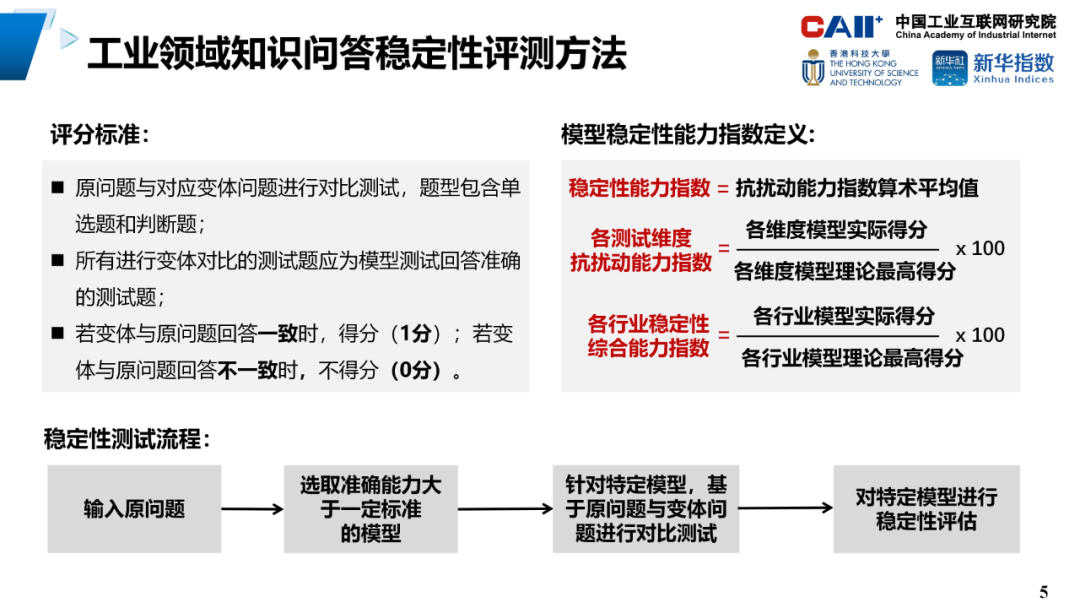 工业领域知识问答稳定性评测方法
CAII+
中国工业互联网研究院
China Academy of Industrial Internet
香港科技大學
THE HONG KONG
UNIVERSITY OF SCIENCE
AND TECHNOLOGY
新华社
新华指数
Xinhua Indices
评分标准：
■ 原问题与对应变体问题进行对比测试，题型包含单
选题和判断题；
■ 所有进行变体对比的测试题应为模型测试回答准确
的测试题；
■ 若变体与原问题回答一致时，得分（1分）；若变
体与原问题回答不一致时，不得分（0分）。
模型稳定性能力指数定义:
稳定性能力指数 = 抗扰动能力指数算术平均值
各测试维度
抗扰动能力指数
=
各维度模型实际得分
各维度模型理论最高得分
x 100
各行业稳定性
综合能力指数
=
各行业模型实际得分
各行业模型理论最高得分
x 100
稳定性测试流程：
输入原问题
选取准确能力大
于一定标准
的模型
针对特定模型，基
于原问题与变体问
题进行对比测试
对特定模型进行
稳定性评估
5